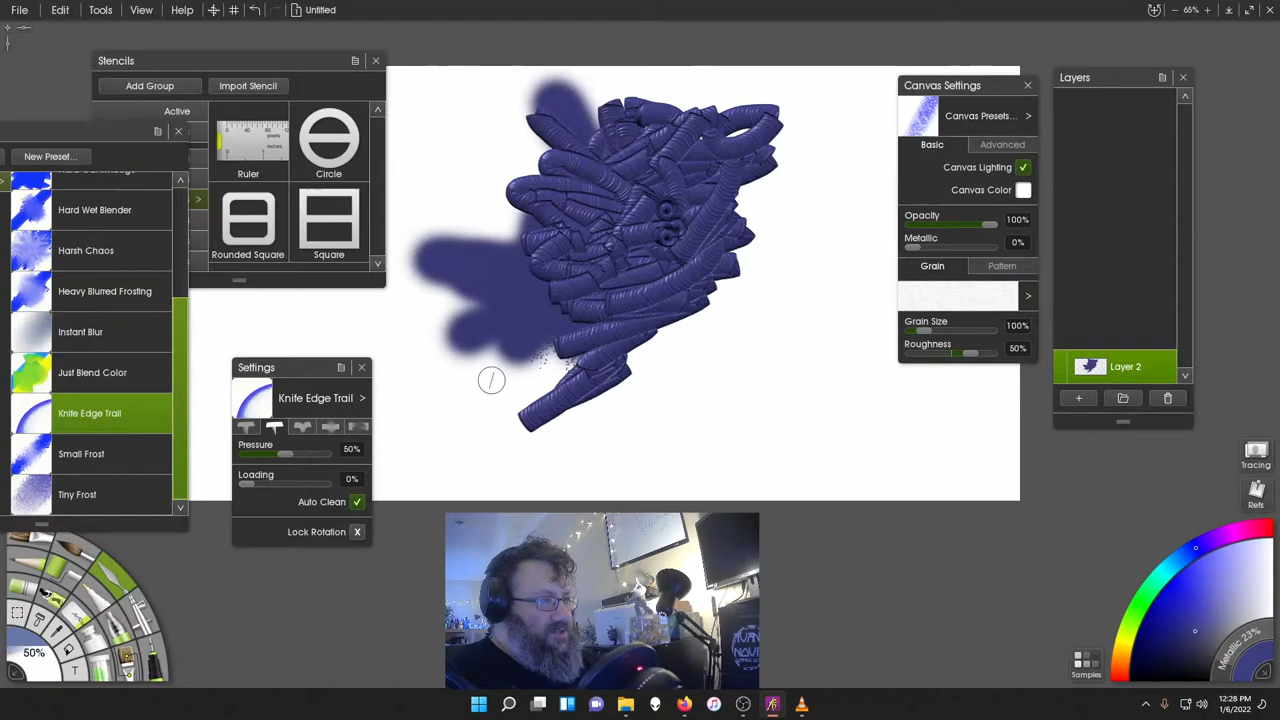 File Edit Tools View Help Untitled 65%
Stencils
Add Group Import Stencil
Active
Ruler Circle
Rounded Square Square
pixels
inches
New Preset...
Hard Wet Blender
Harsh Chaos
Heavy Blurred Frosting
Instant Blur
Just Blend Color
Knife Edge Trail
Small Frost
Tiny Frost
Settings
Knife Edge Trail >
Pressure 50%
Loading 0%
Auto Clean
Lock Rotation X
Canvas Settings
Canvas Presets... >
Basic Advanced
Canvas Lighting
Canvas Color
Opacity 100%
Metallic 0%
Grain Pattern
Grain Size 100%
Roughness 50%
Layers
Layer 2
Tracing
Refs
Samples
Metallic 23%
50%
T
12:28 PM
1/6/2022